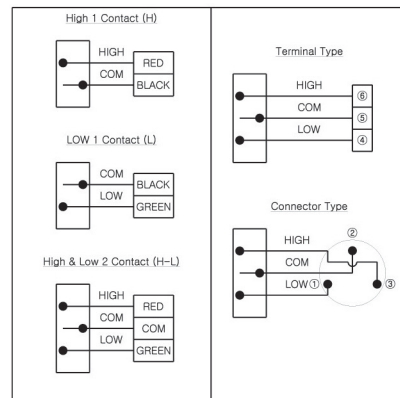 High 1 Contact (H)
HIGH
RED
COM
BLACK
LOW 1 Contact (L)
COM
BLACK
LOW
GREEN
High & Low 2 Contact (H-L)
HIGH
RED
COM
COM
LOW
GREEN
Terminal Type
HIGH
⑥
COM
⑤
LOW
④
Connector Type
②
HIGH
COM
LOW ①
③